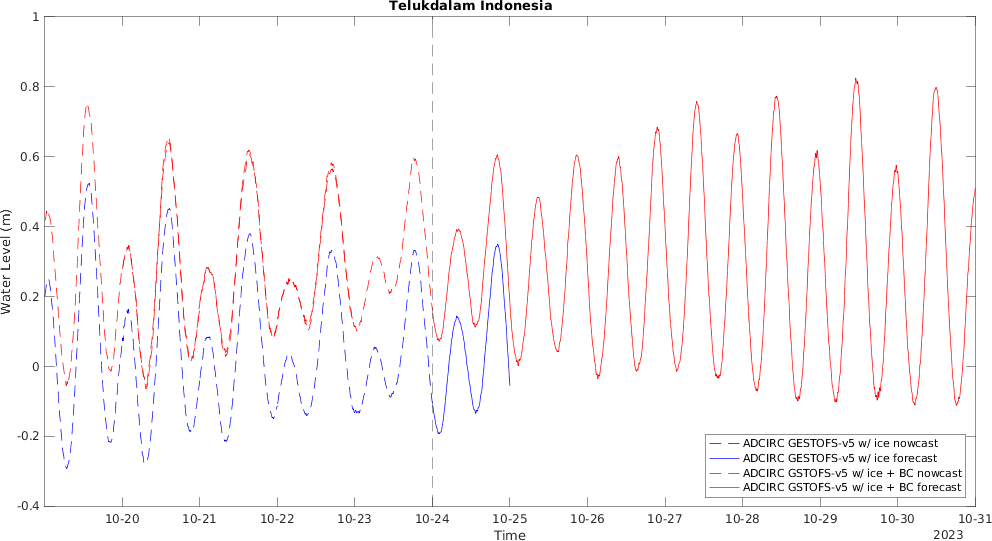 Telukdalam Indonesia
1
0.8
0.6
0.4
0.2
0
-0.2
-0.4
Water Level (m)
ADCIRC GESTOFS-v5 w/ ice nowcast
ADCIRC GESTOFS-v5 w/ ice forecast
ADCIRC GSTOFS-v5 w/ ice + BC nowcast
ADCIRC GSTOFS-v5 w/ ice + BC forecast
10-20 10-21 10-22 10-23 10-24 10-25 10-26 10-27 10-28 10-29 10-30 10-31
Time
2023